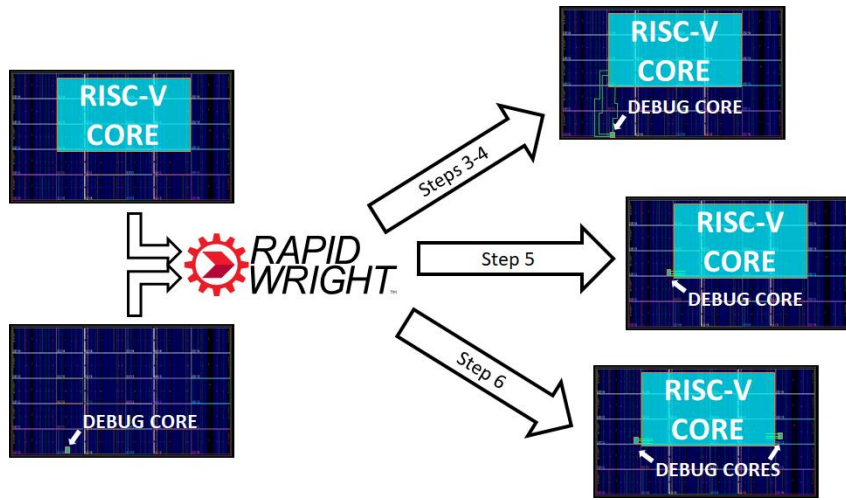 RISC-V
CORE
DEBUG CORE
RAPID
WRIGHT
Steps 3-4
Step 5
Step 6
RISC-V
CORE
DEBUG CORE
RISC-V
CORE
DEBUG CORE
RISC-V
CORE
DEBUG CORES